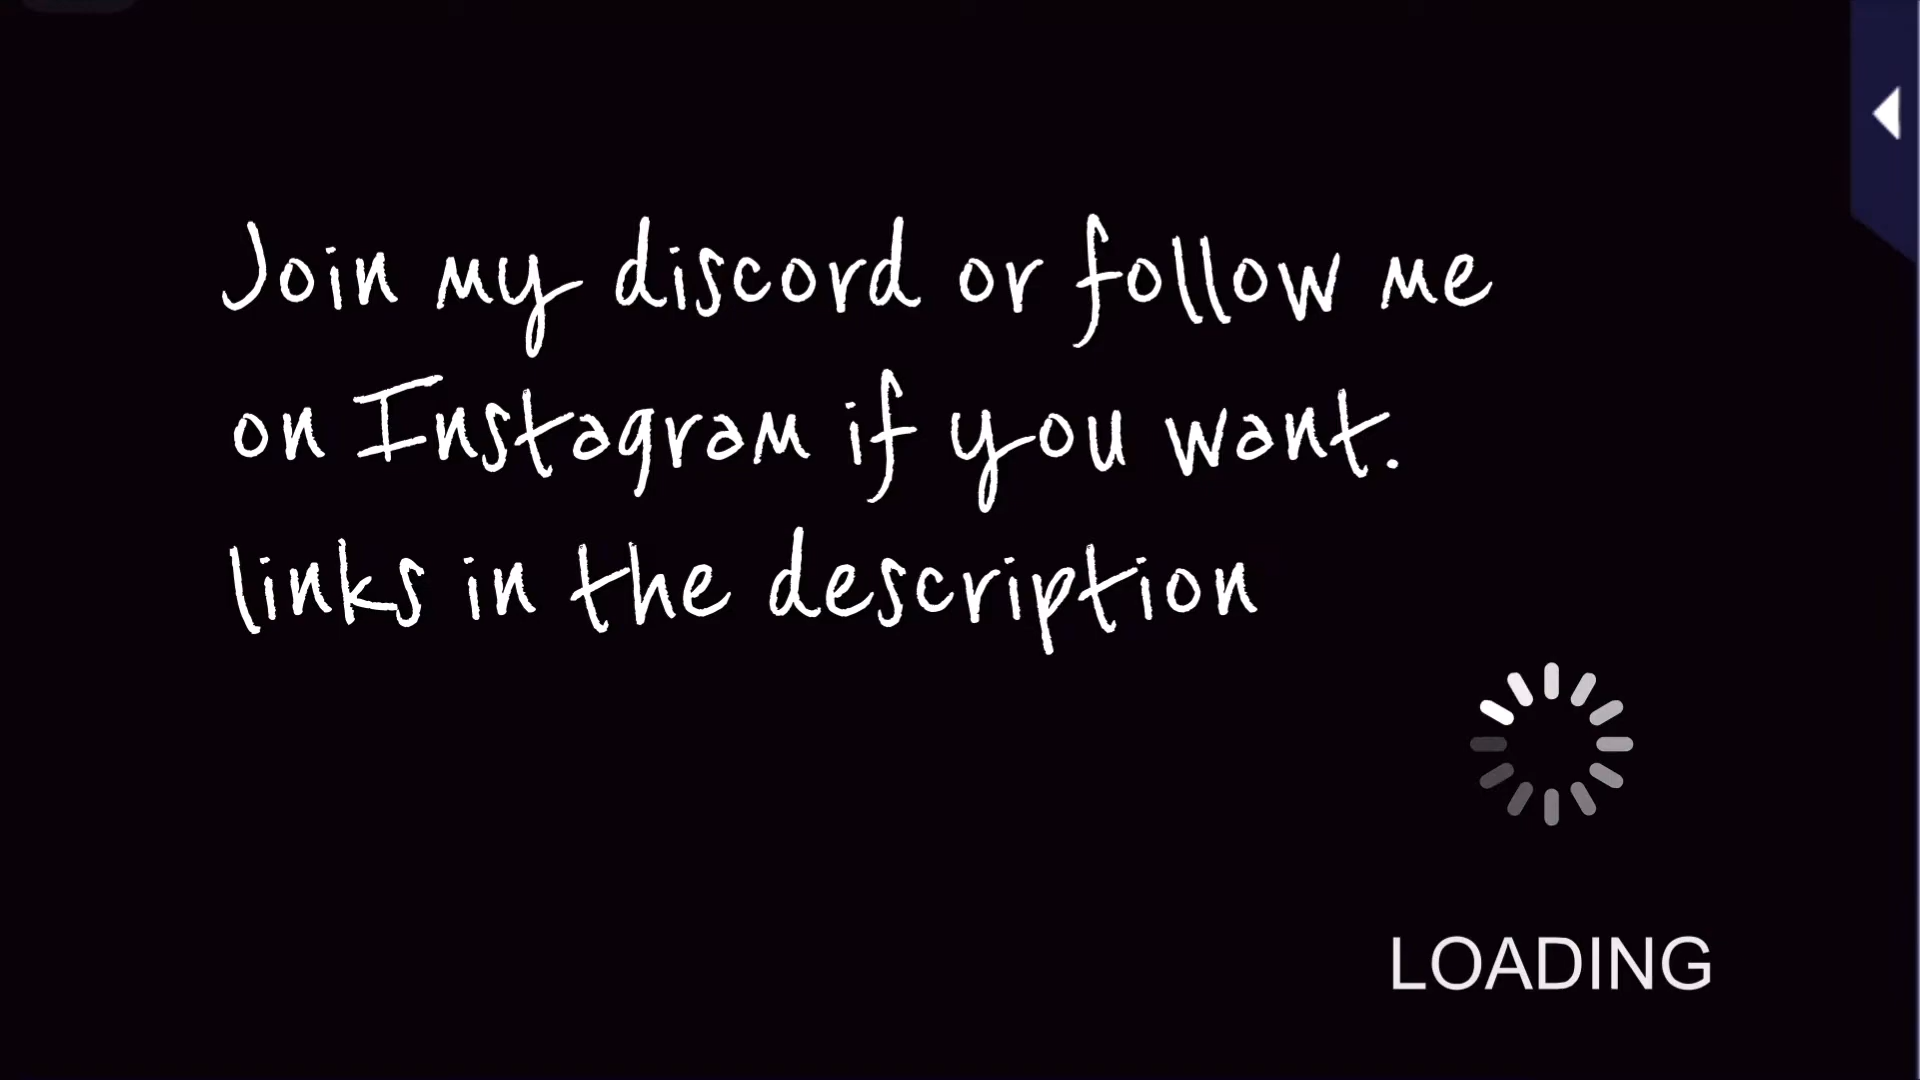 Join my discord or follow me
on Instagram if you want.
links in the description
LOADING